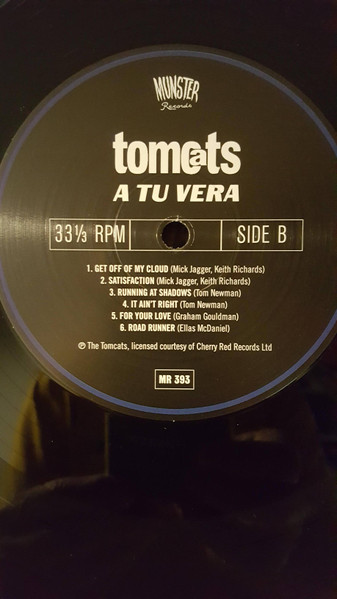 MUNSTER
Records
tomcats
A TU VERA
33⅓ RPM
SIDE B
1. GET OFF OF MY CLOUD (Mick Jagger, Keith Richards)
2. SATISFACTION (Mick Jagger, Keith Richards)
3. RUNNING AT SHADOWS (Tom Newman)
4. IT AIN'T RIGHT (Tom Newman)
5. FOR YOUR LOVE (Graham Gouldman)
6. ROAD RUNNER (Ellas McDaniel)
℗ The Tomcats, licensed courtesy of Cherry Red Records Ltd
MR 393